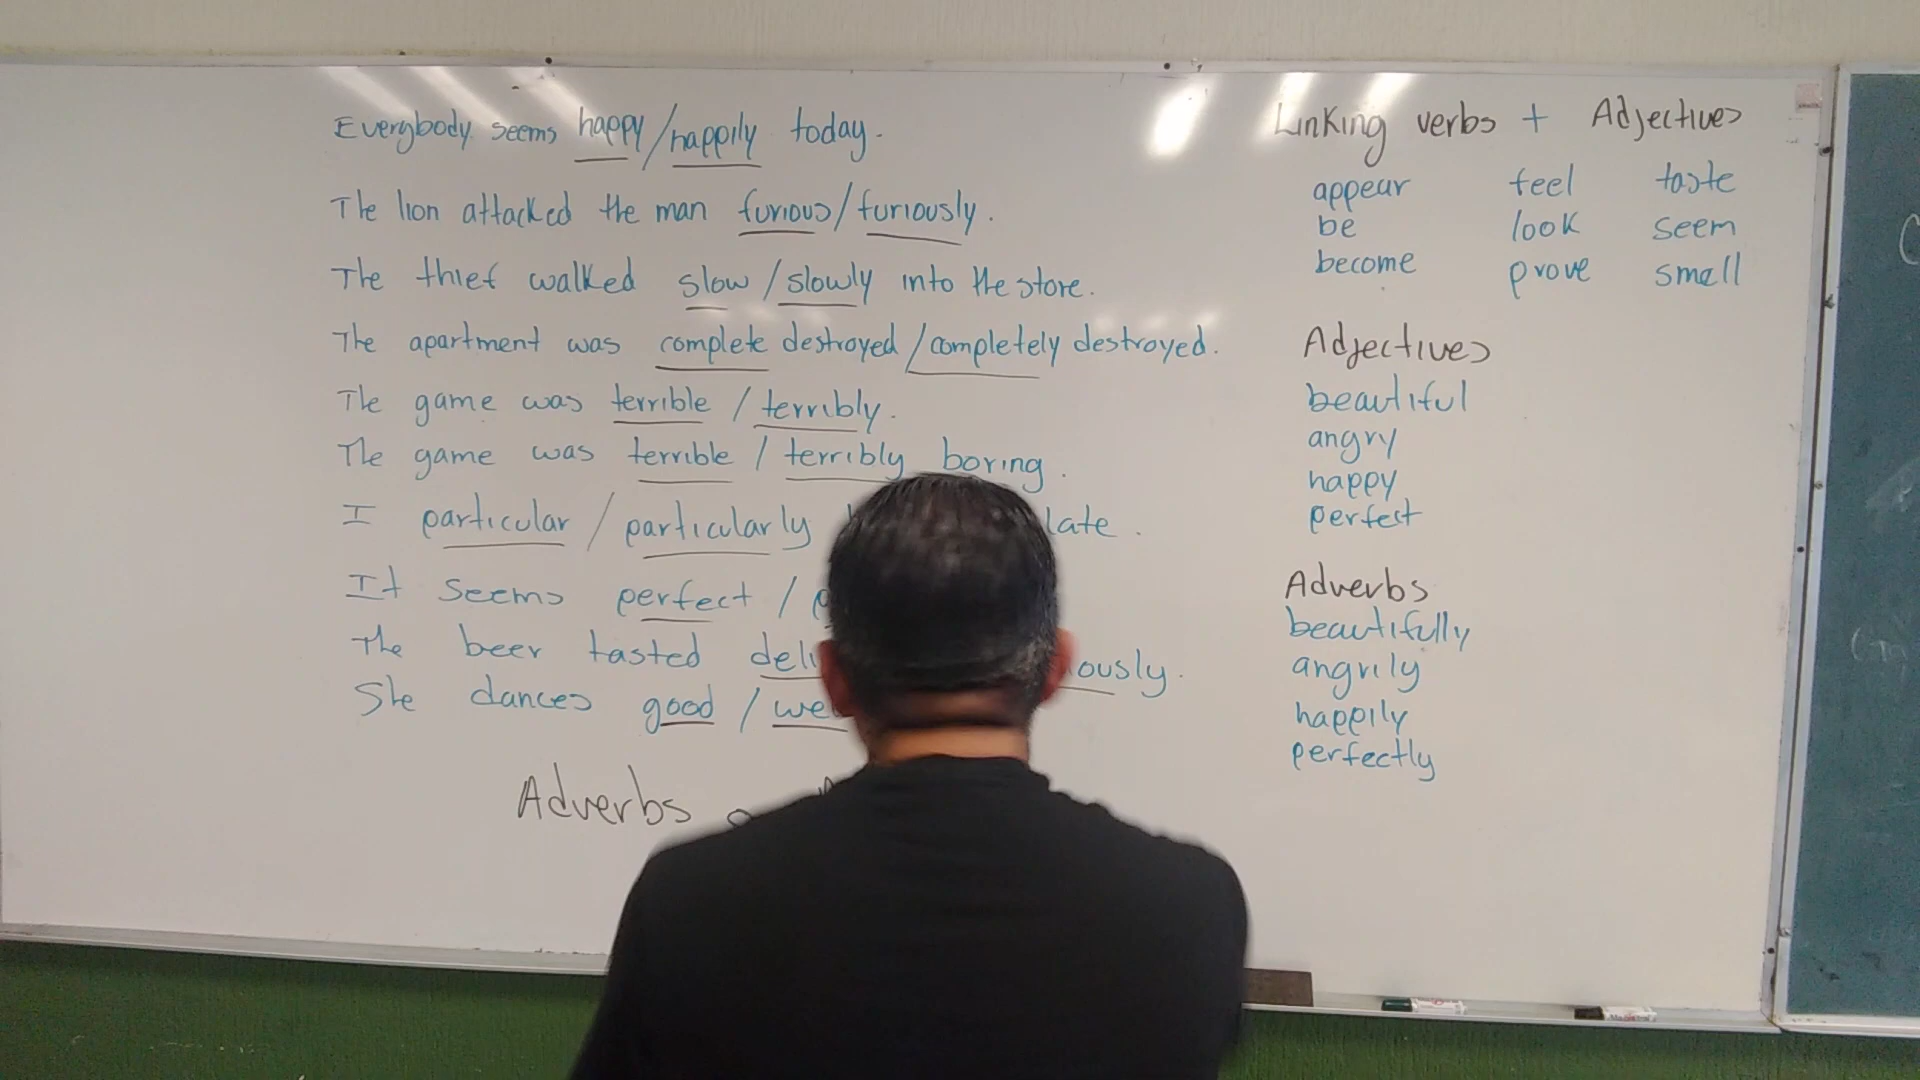 Everybody seems happy/happily today.
The lion attacked the man furious/furiously.
The thief walked slow/slowly into the store.
The apartment was complete destroyed/completely destroyed.
The game was terrible/terribly.
The game was terrible/terribly boring.
I particular/particularly late.
It seems perfect/
The beer tasted
She dances good/
Adverbs
Linking verbs + Adjectives
appear feel taste
be look seem
become prove smell
Adjectives
beautiful
angry
happy
perfect
Adverbs
beautifully
angrily
happily
perfectly